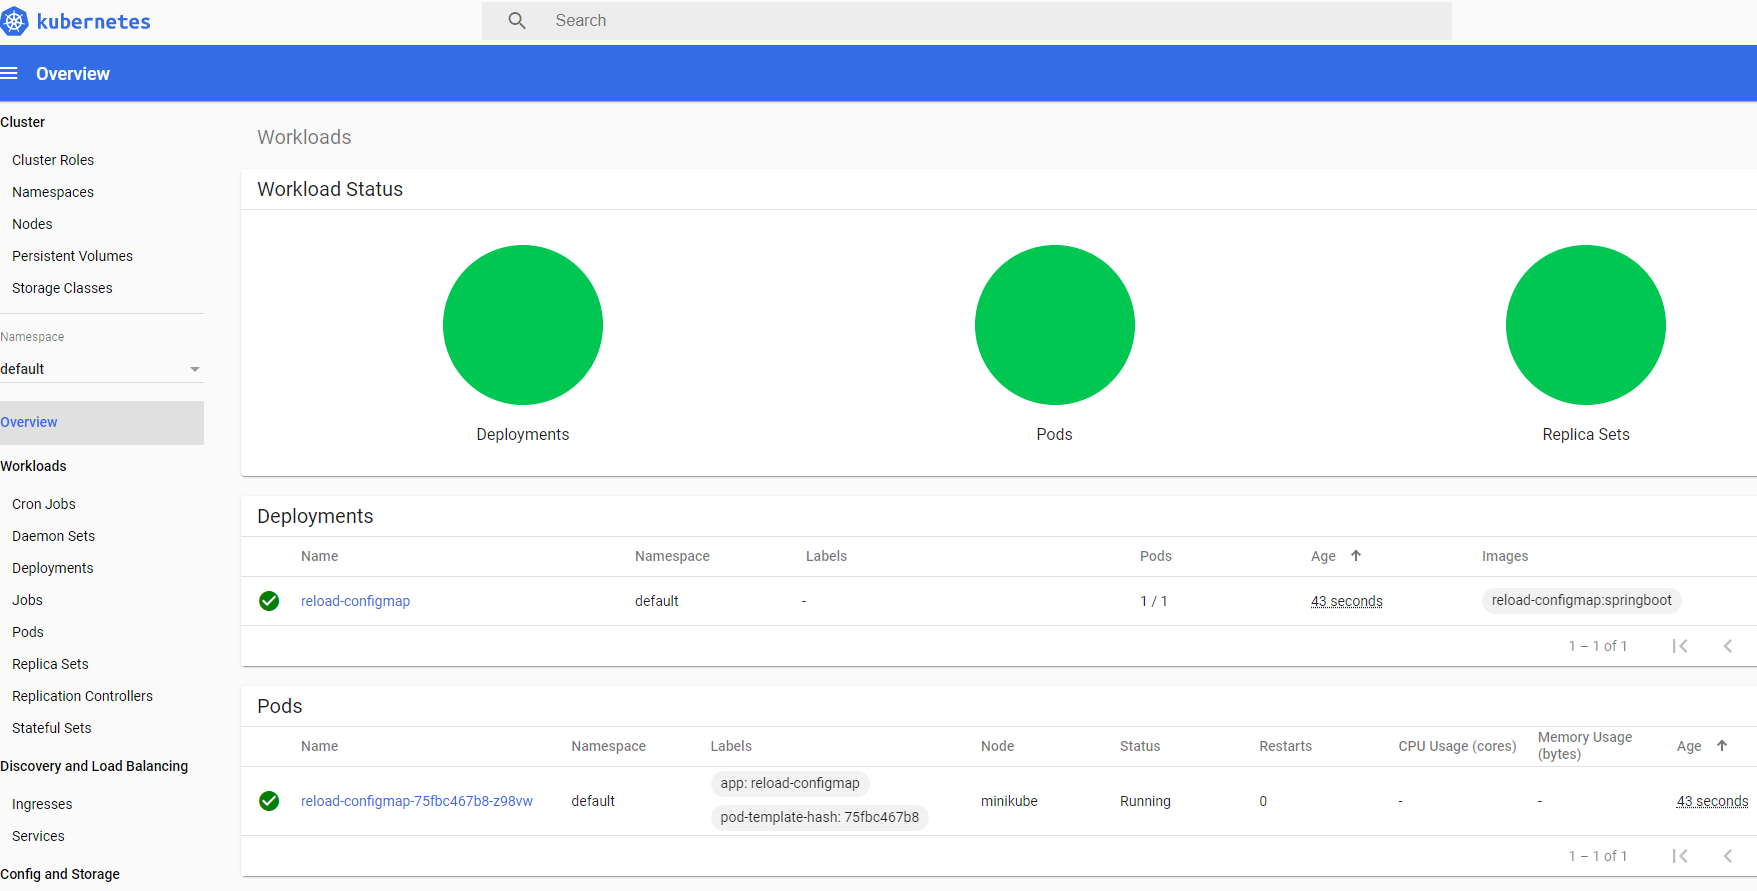 kubernetes
Search
Overview
Cluster
Cluster Roles
Namespaces
Nodes
Persistent Volumes
Storage Classes
Namespace
default
Overview
Workloads
Cron Jobs
Daemon Sets
Deployments
Jobs
Pods
Replica Sets
Replication Controllers
Stateful Sets
Discovery and Load Balancing
Ingresses
Services
Config and Storage
Workloads
Workload Status
Deployments
Pods
Replica Sets
Deployments
Name Namespace Labels Pods Age Images
reload-configmap default - 1 / 1 43 seconds reload-configmap:springboot
1 – 1 of 1
Pods
Name Namespace Labels Node Status Restarts CPU Usage (cores) Memory Usage (bytes) Age
reload-configmap-75fbc467b8-z98vw default app: reload-configmap minikube Running 0 - - 43 seconds
pod-template-hash: 75fbc467b8
1 – 1 of 1